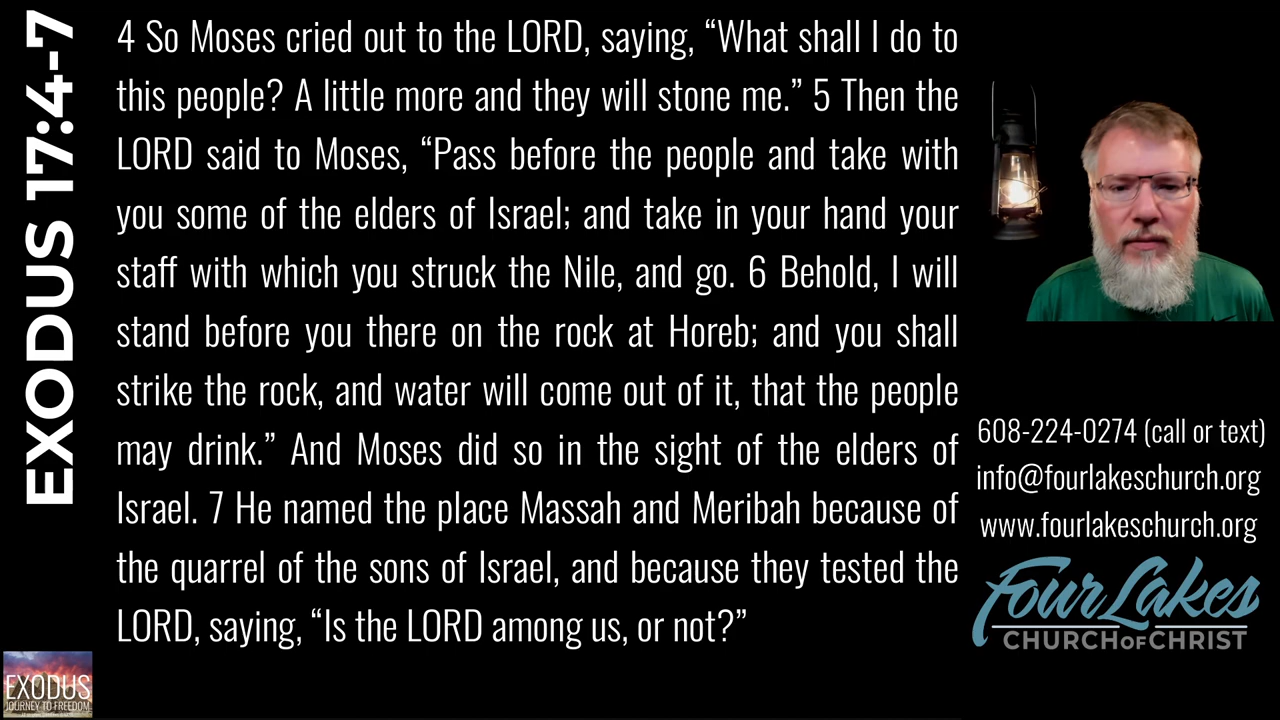 EXODUS 17:4-7
4 So Moses cried out to the LORD, saying, “What shall I do to
this people? A little more and they will stone me.” 5 Then the
LORD said to Moses, “Pass before the people and take with
you some of the elders of Israel; and take in your hand your
staff with which you struck the Nile, and go. 6 Behold, I will
stand before you there on the rock at Horeb; and you shall
strike the rock, and water will come out of it, that the people
may drink.” And Moses did so in the sight of the elders of
Israel. 7 He named the place Massah and Meribah because of
the quarrel of the sons of Israel, and because they tested the
LORD, saying, “Is the LORD among us, or not?”
608-224-0274 (call or text)
info@fourlakeschurch.org
www.fourlakeschurch.org
Four Lakes
CHURCH OF CHRIST
EXODUS
JOURNEY TO FREEDOM